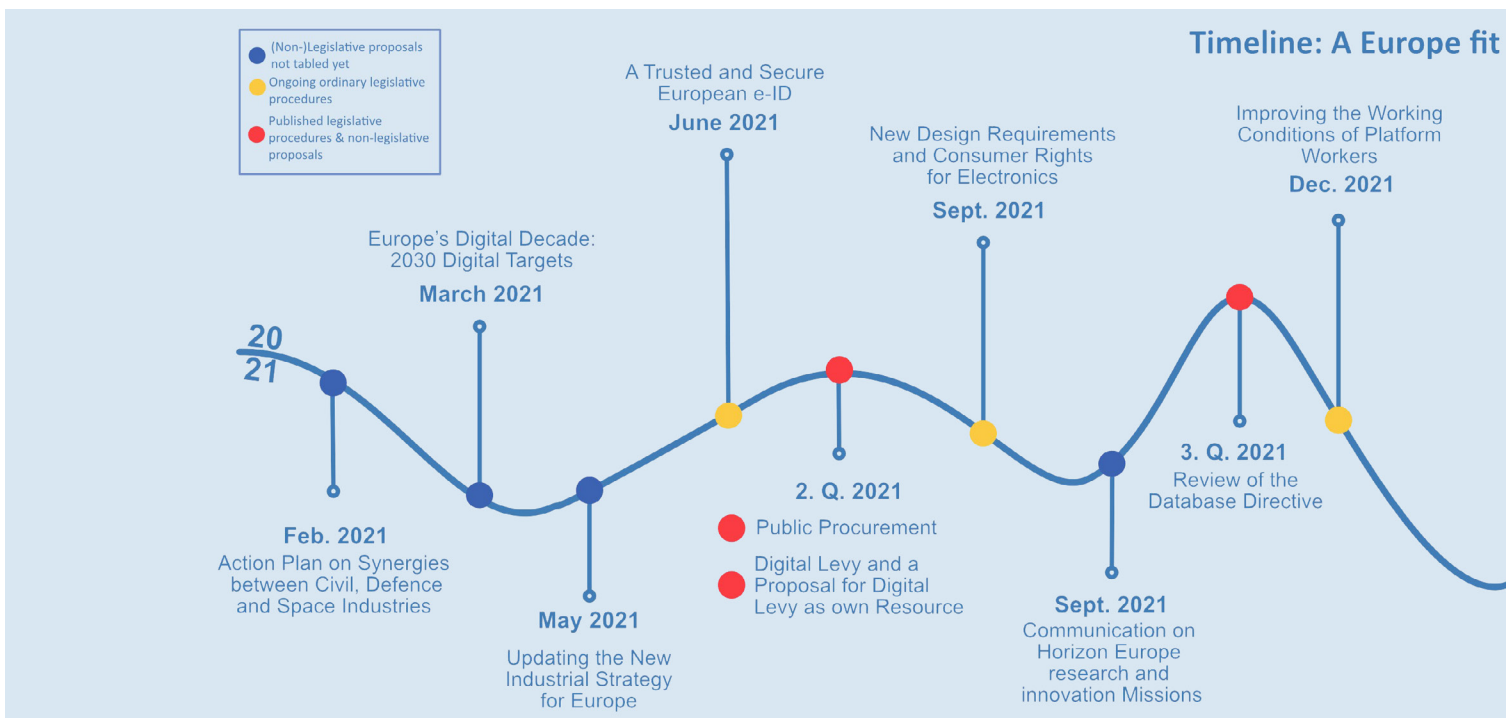 Timeline: A Europe fit
(Non-)Legislative proposals
not tabled yet
Ongoing ordinary legislative
procedures
Published legislative
procedures & non-legislative
proposals
20
21
Feb. 2021
Action Plan on Synergies
between Civil, Defence
and Space Industries
Europe's Digital Decade:
2030 Digital Targets
March 2021
May 2021
Updating the New
Industrial Strategy
for Europe
A Trusted and Secure
European e-ID
June 2021
2. Q. 2021
Public Procurement
Digital Levy and a
Proposal for Digital
Levy as own Resource
New Design Requirements
and Consumer Rights
for Electronics
Sept. 2021
Sept. 2021
Communication on
Horizon Europe
research and
innovation Missions
3. Q. 2021
Review of the
Database Directive
Improving the Working
Conditions of Platform
Workers
Dec. 2021